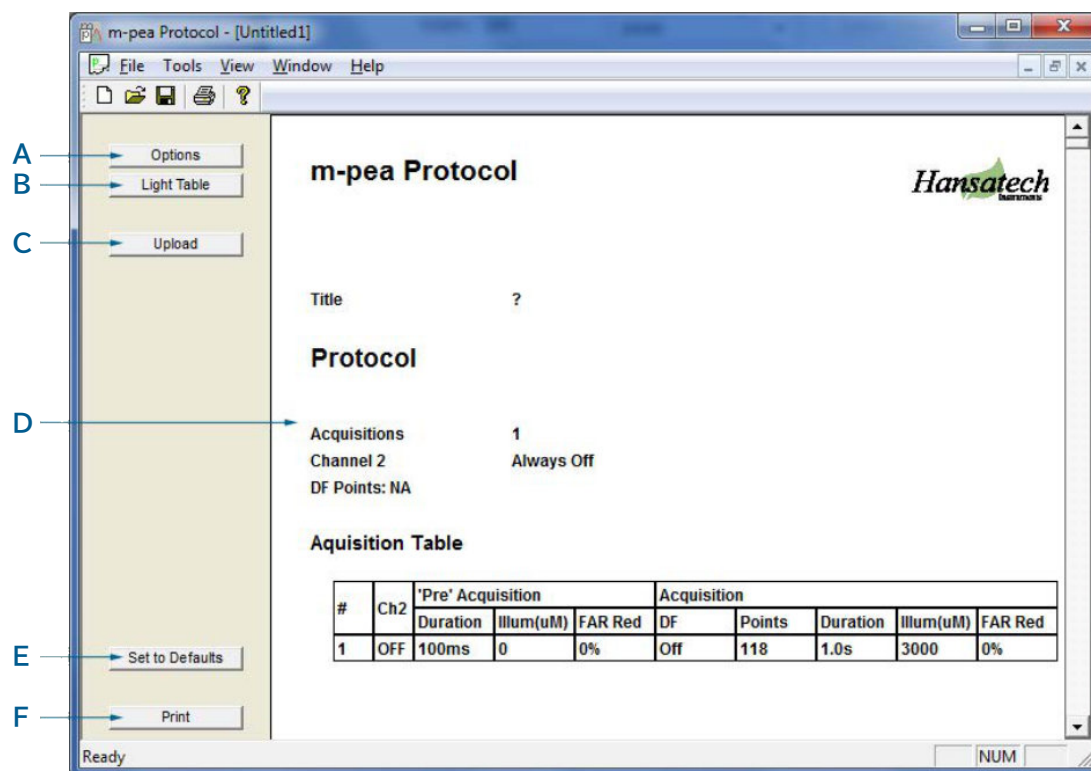 m-pea Protocol - [Untitled1]
File Tools View Window Help
A Options
B Light Table
C Upload
m-pea Protocol
Hansatech
Instruments
Title ?
Protocol
D
Acquisitions 1
Channel 2 Always Off
DF Points: NA
Aquisition Table
# Ch2 'Pre' Acquisition Acquisition
Duration Illum(uM) FAR Red DF Points Duration Illum(uM) FAR Red
1 OFF 100ms 0 0% Off 118 1.0s 3000 0%
E Set to Defaults
F Print
Ready NUM